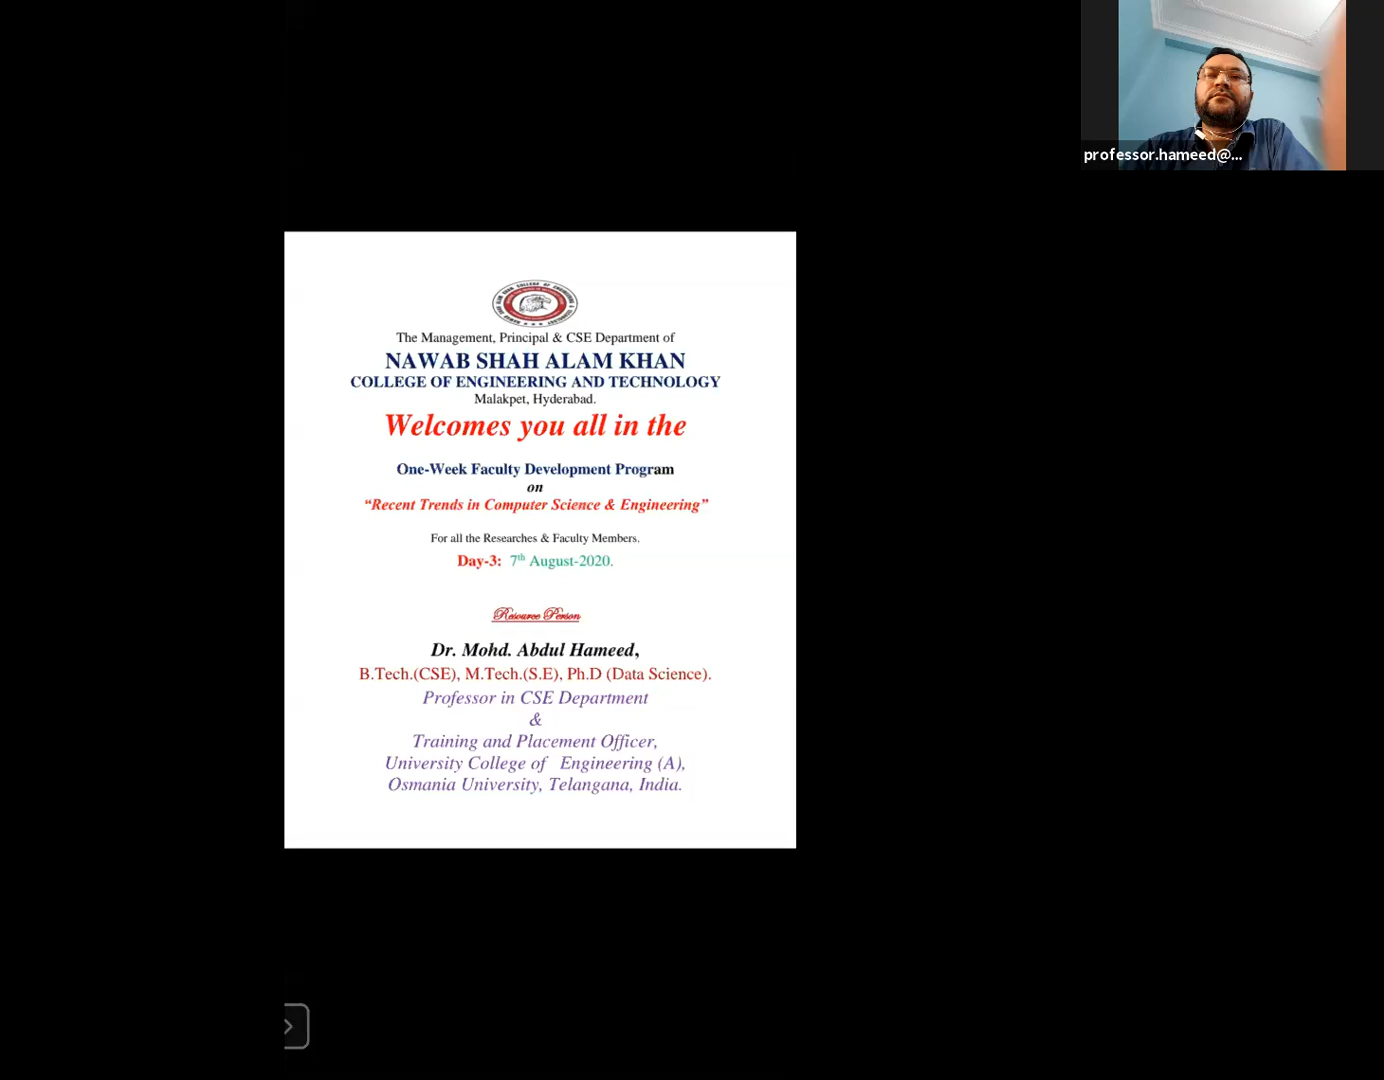 professor.hameed@...
The Management, Principal & CSE Department of
NAWAB SHAH ALAM KHAN
COLLEGE OF ENGINEERING AND TECHNOLOGY
Malakpet, Hyderabad.
Welcomes you all in the
One-Week Faculty Development Program
on
“Recent Trends in Computer Science & Engineering”
For all the Researches & Faculty Members.
Day-3: 7th August-2020.
Resource Person
Dr. Mohd. Abdul Hameed,
B.Tech.(CSE), M.Tech.(S.E), Ph.D (Data Science).
Professor in CSE Department
&
Training and Placement Officer,
University College of Engineering (A),
Osmania University, Telangana, India.